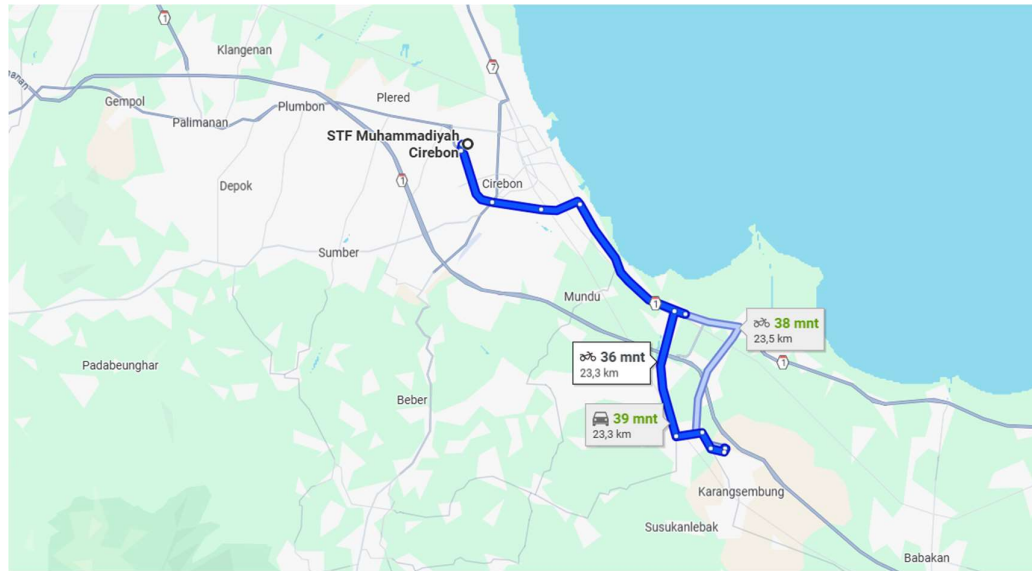 1
Klangenan
7
Gempol
Plumbon
Plered
Palimanan
STF Muhammadiyah
Cirebon
1
Depok
Cirebon
Sumber
Mundu
1
38 mnt
23,5 km
36 mnt
23,3 km
1
Padabeunghar
Beber
39 mnt
23,3 km
Karangsembung
Susukanlebak
Babakan